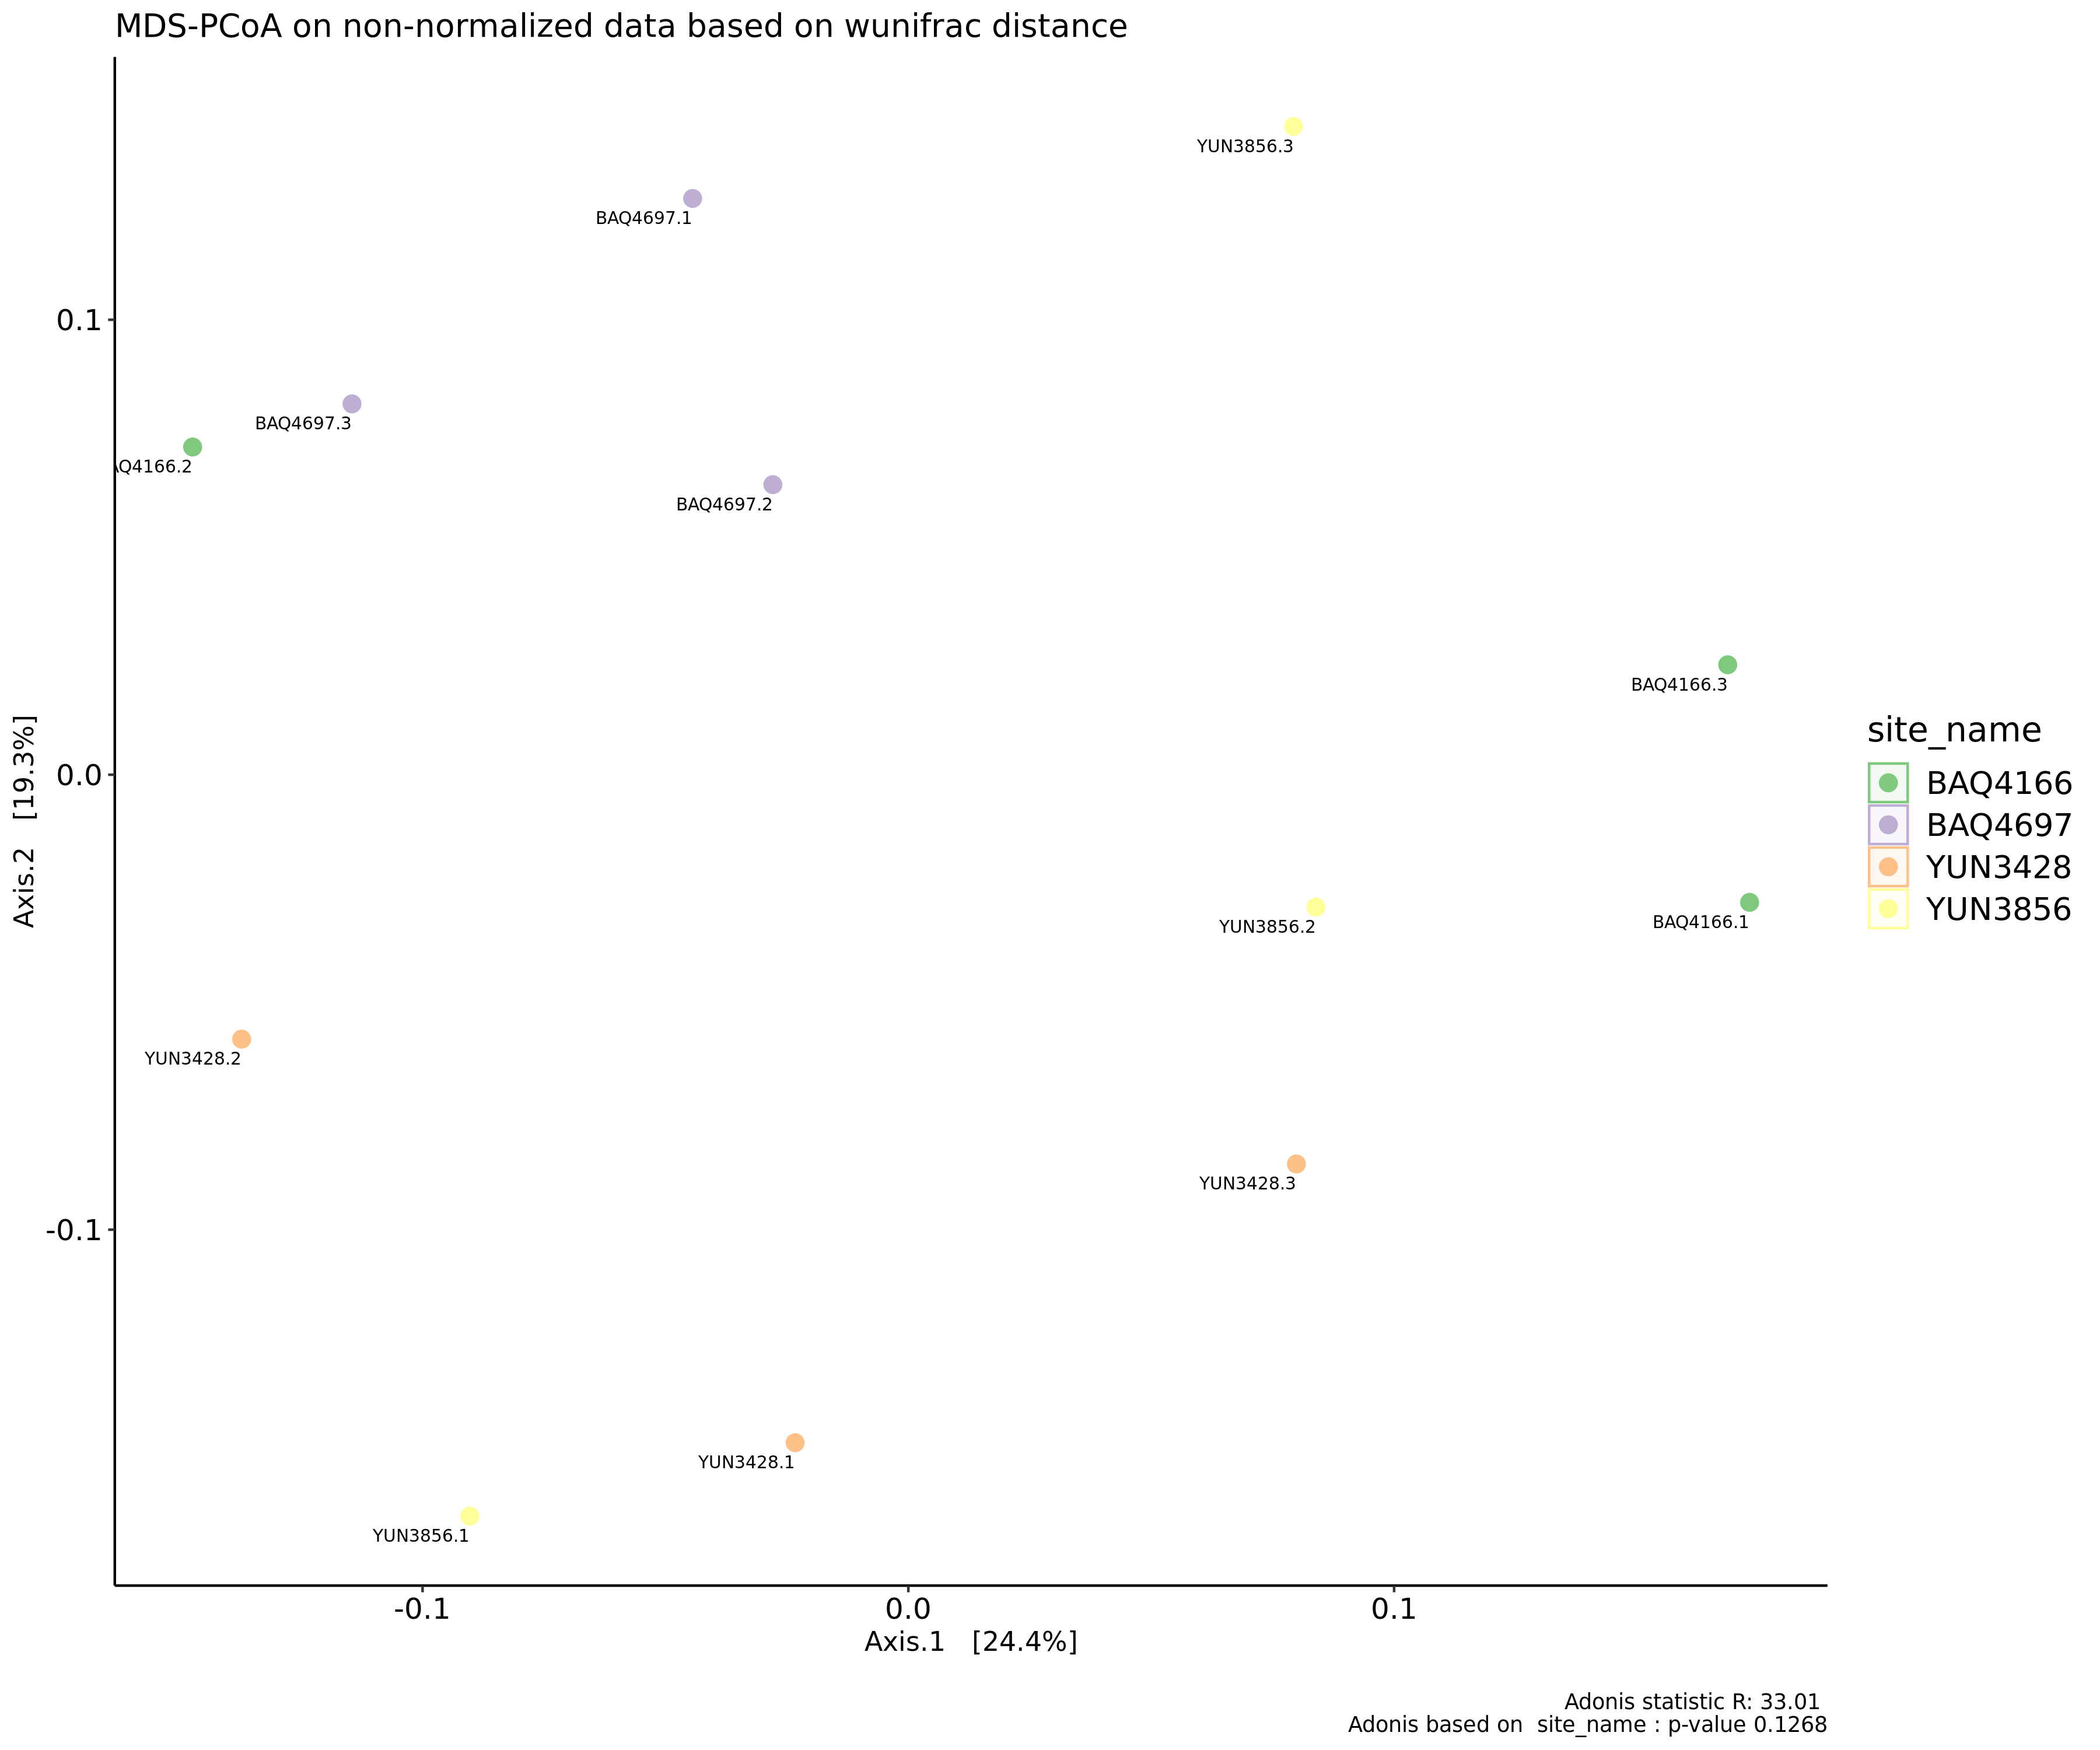 MDS-PCoA on non-normalized data based on wunifrac distance
YUN3856.3
BAQ4697.1
0.1
BAQ4697.3
Q4166.2
BAQ4697.2
BAQ4166.3
site_name
Axis.2 [19.3%]
0.0
BAQ4166
BAQ4697
YUN3428
YUN3856
BAQ4166.1
YUN3856.2
YUN3428.2
YUN3428.3
-0.1
YUN3428.1
YUN3856.1
-0.1 0.0 0.1
Axis.1 [24.4%]
Adonis statistic R: 33.01
Adonis based on site_name : p-value 0.1268